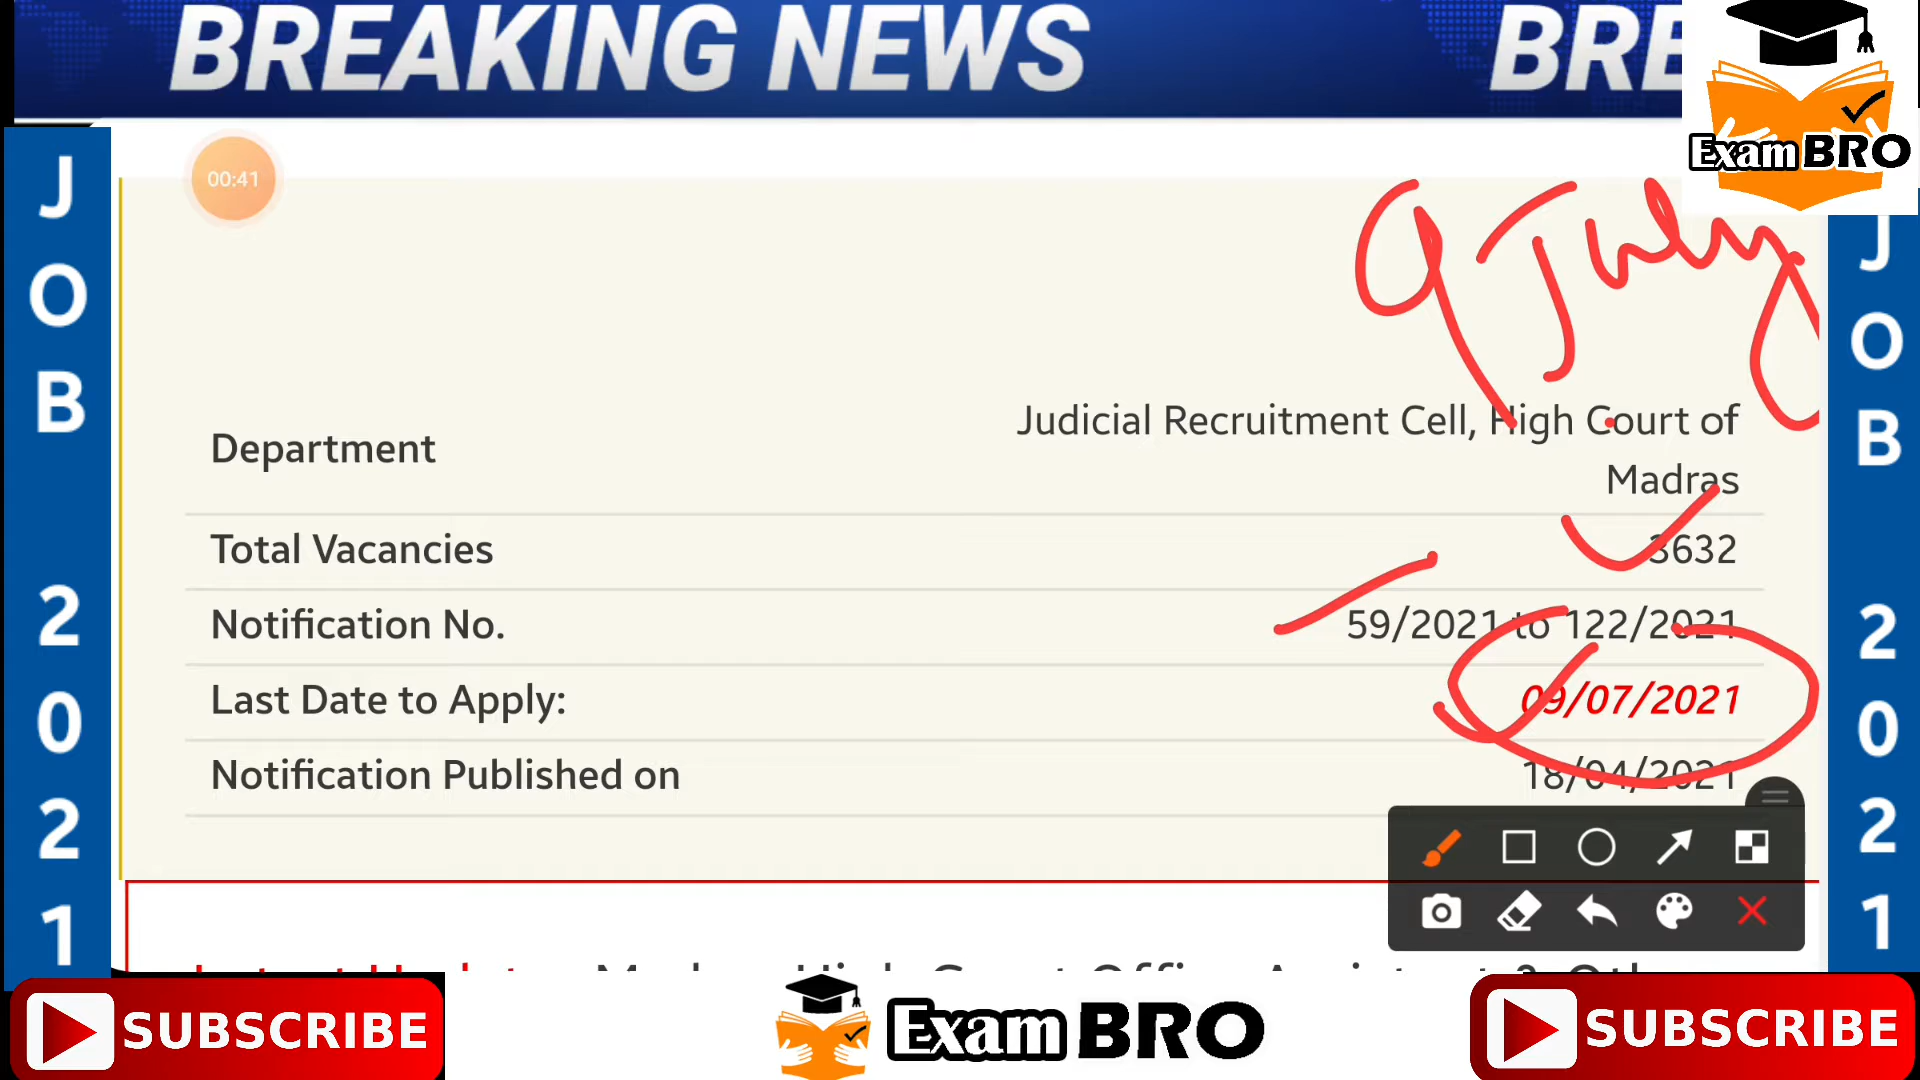 BREAKING NEWS
BRE
Exam BRO
00:41
9 July
JOB 2021
JOB 2021
Department
Judicial Recruitment Cell, High Court of
Madras
Total Vacancies
3632
Notification No.
59/2021 to 122/2021
Last Date to Apply:
09/07/2021
Notification Published on
18/04/2021
SUBSCRIBE
Exam BRO
SUBSCRIBE